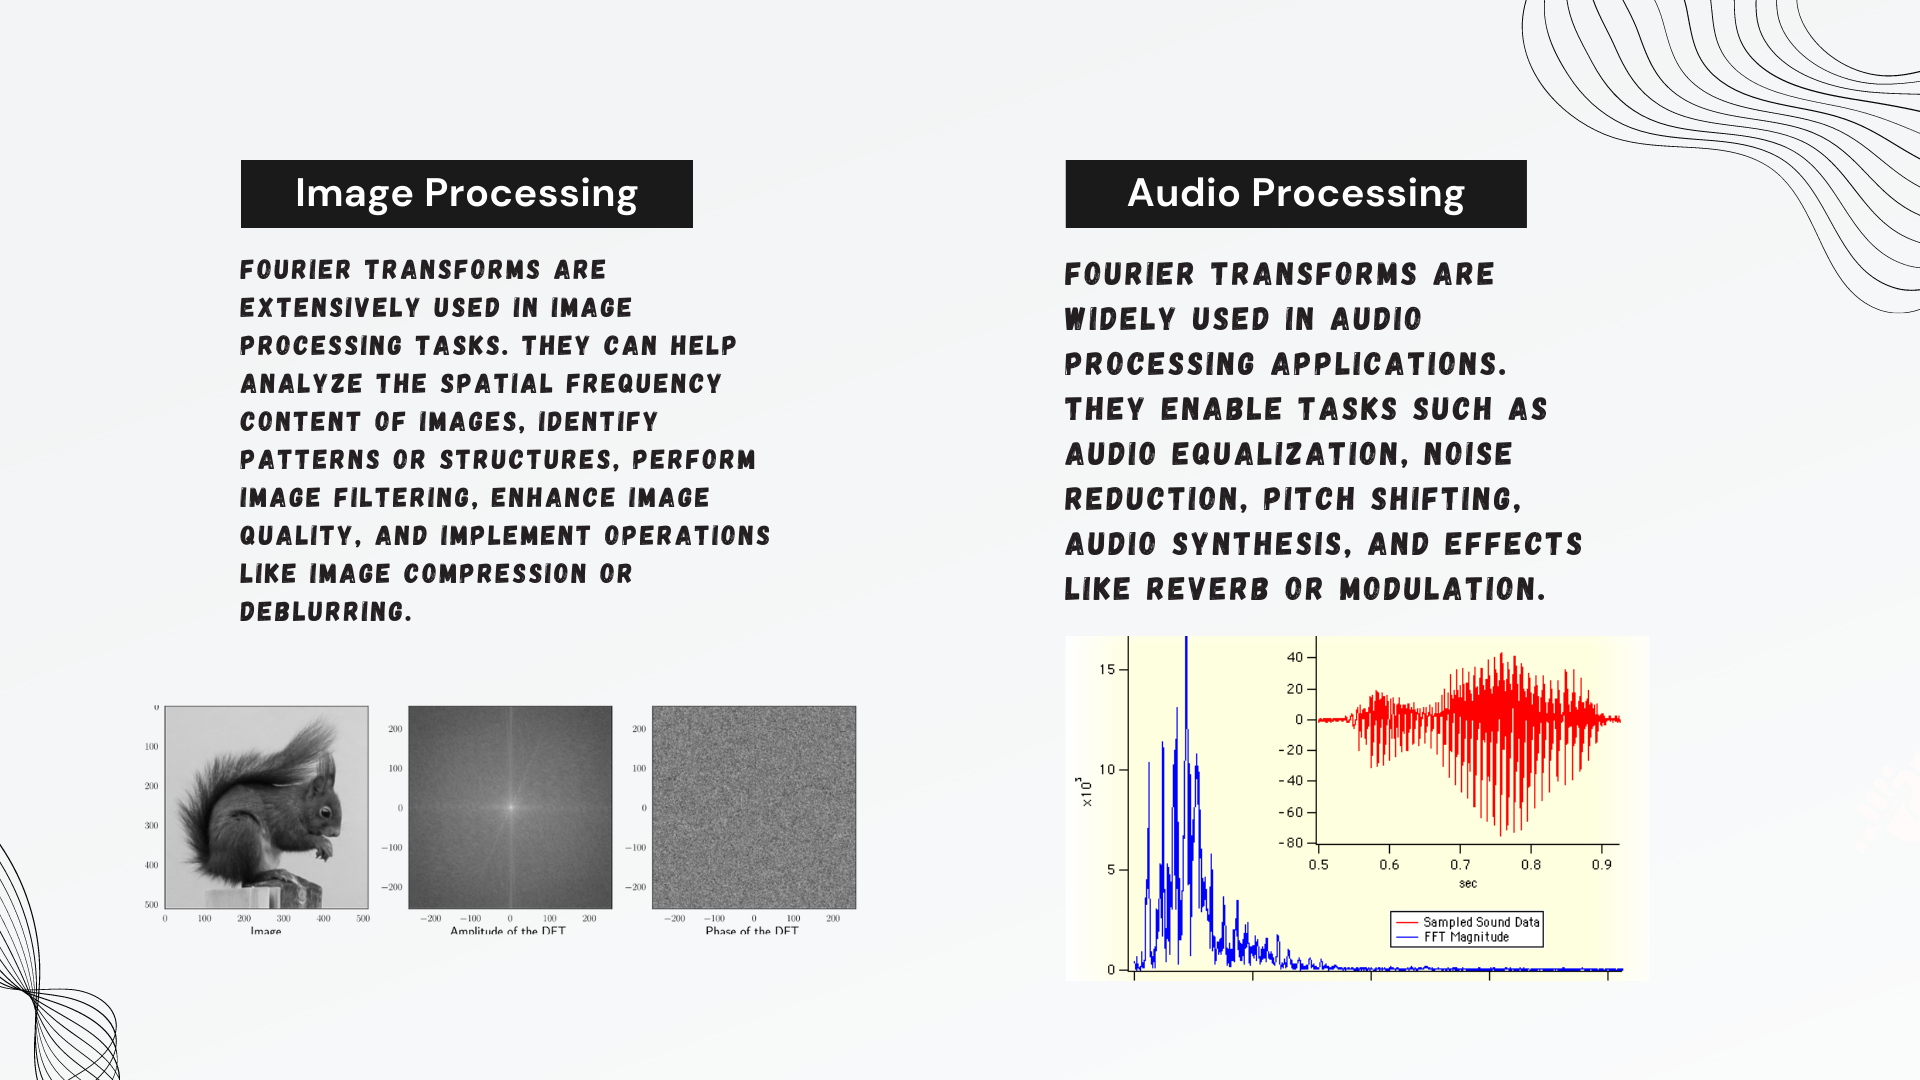 Image Processing
FOURIER TRANSFORMS ARE
EXTENSIVELY USED IN IMAGE
PROCESSING TASKS. THEY CAN HELP
ANALYZE THE SPATIAL FREQUENCY
CONTENT OF IMAGES, IDENTIFY
PATTERNS OR STRUCTURES, PERFORM
IMAGE FILTERING, ENHANCE IMAGE
QUALITY, AND IMPLEMENT OPERATIONS
LIKE IMAGE COMPRESSION OR
DEBLURRING.
0
100
200
300
400
500
0 100 200 300 400 500
Image
200
100
0
−100
−200
−200 −100 0 100 200
Amplitude of the DFT
200
100
0
−100
−200
−200 −100 0 100 200
Phase of the DFT
Audio Processing
FOURIER TRANSFORMS ARE
WIDELY USED IN AUDIO
PROCESSING APPLICATIONS.
THEY ENABLE TASKS SUCH AS
AUDIO EQUALIZATION, NOISE
REDUCTION, PITCH SHIFTING,
AUDIO SYNTHESIS, AND EFFECTS
LIKE REVERB OR MODULATION.
15
10
5
0
x10³
40
20
0
-20
-40
-60
-80
0.5 0.6 0.7 0.8 0.9
sec
Sampled Sound Data
FFT Magnitude